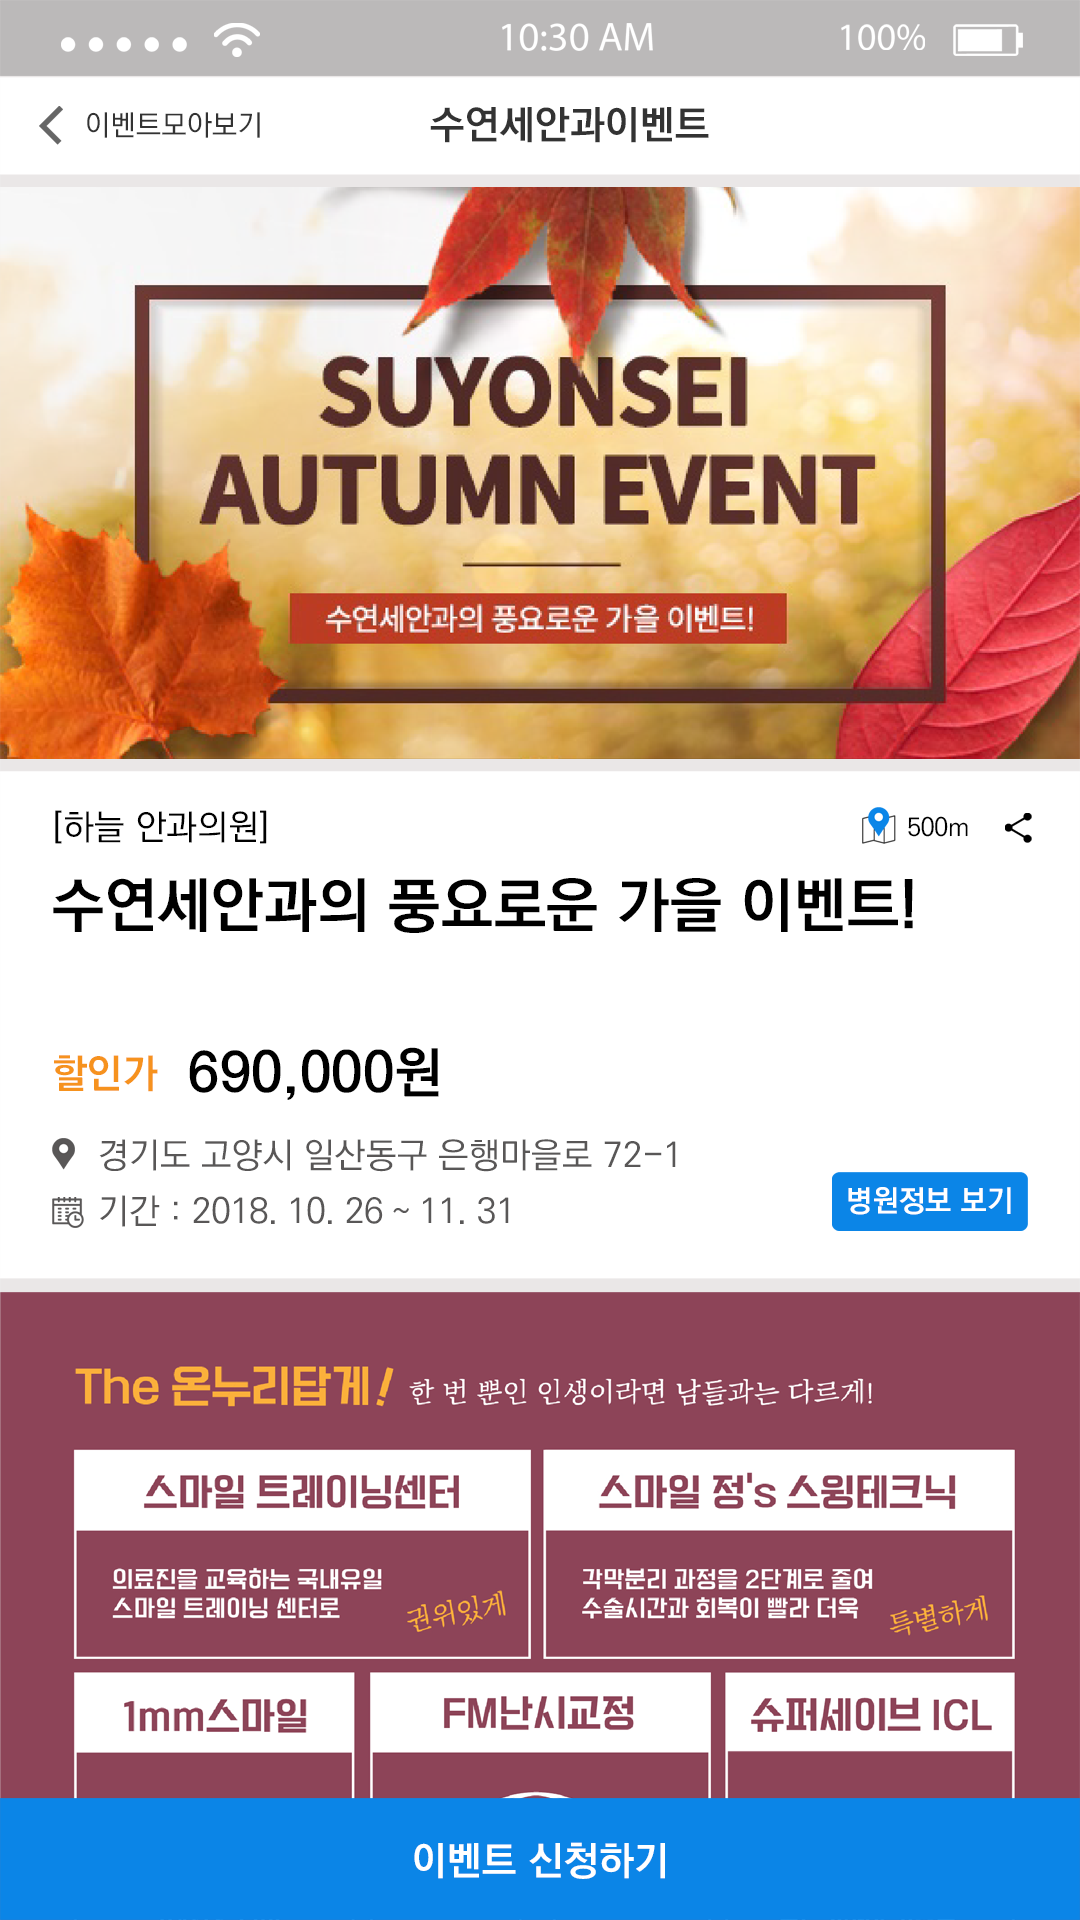 10:30 AM
100%
이벤트모아보기
수연세안과이벤트
SUYONSEI
AUTUMN EVENT
수연세안과의 풍요로운 가을 이벤트!
[하늘 안과의원]
500m
수연세안과의 풍요로운 가을 이벤트!
할인가 690,000원
경기도 고양시 일산동구 은행마을로 72-1
기간 : 2018. 10. 26 ~ 11. 31
병원정보 보기
The 온누리답게! 한 번 뿐인 인생이라면 남들과는 다르게!
스마일 트레이닝센터
의료진을 교육하는 국내유일
스마일 트레이닝 센터로
권위있게
스마일 정's 스윙테크닉
각막분리 과정을 2단계로 줄여
수술시간과 회복이 빨라 더욱
특별하게
1mm스마일
FM난시교정
슈퍼세이브 ICL
이벤트 신청하기